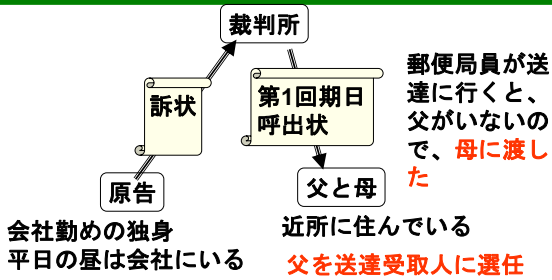 裁判所
訴状
第1回期日
呼出状
郵便局員が送
達に行くと、
父がいないの
で、母に渡し
た
原告
父と母
会社勤めの独身
平日の昼は会社にいる
近所に住んでいる
父を送達受取人に選任